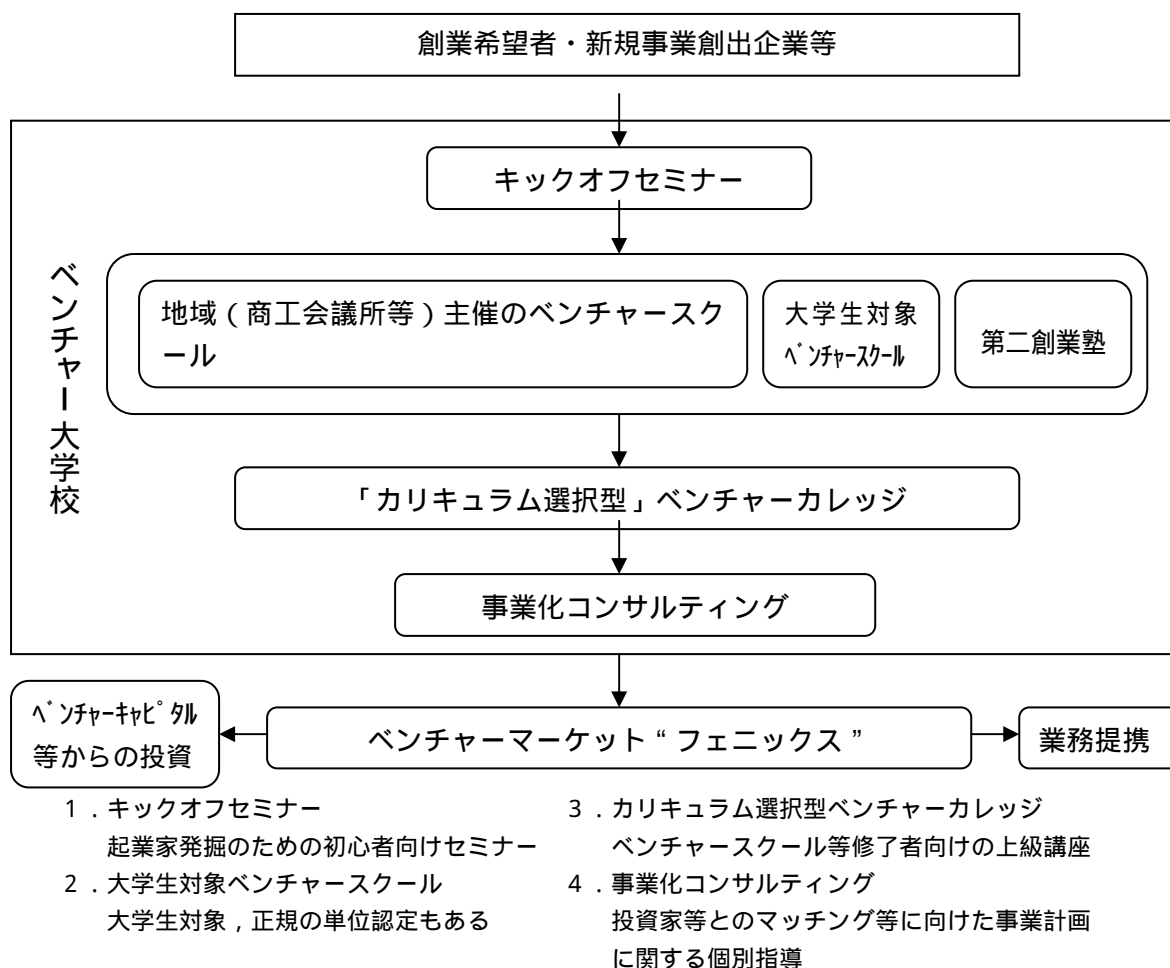 創業希望者・新規事業創出企業等
キックオフセミナー
ベンチャー大学校
地域（商工会議所等）主催のベンチャースク
ール
大学生対象
ﾍﾞﾝﾁｬｰｽｸｰﾙ
第二創業塾
「カリキュラム選択型」ベンチャーカレッジ
事業化コンサルティング
ﾍﾞﾝﾁｬｰｷｬﾋﾟﾀﾙ
等からの投資
ベンチャーマーケット“フェニックス”
業務提携
１．キックオフセミナー
起業家発掘のための初心者向けセミナー
２．大学生対象ベンチャースクール
大学生対象，正規の単位認定もある
３．カリキュラム選択型ベンチャーカレッジ
ベンチャースクール等修了者向けの上級講座
４．事業化コンサルティング
投資家等とのマッチング等に向けた事業計画
に関する個別指導